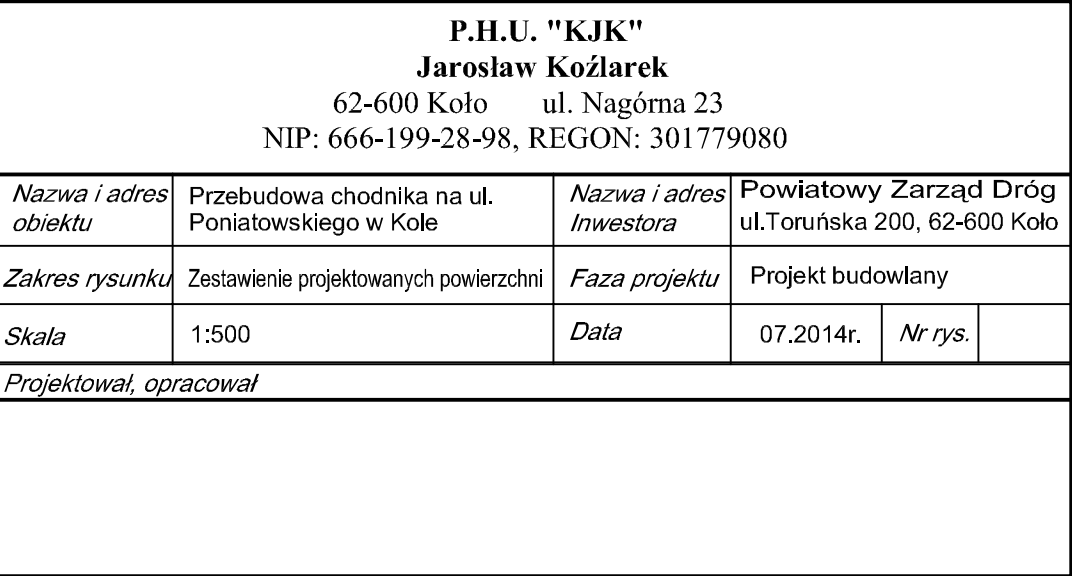 P.H.U. "KJK"
Jarosław Koźlarek
62-600 Koło ul. Nagórna 23
NIP: 666-199-28-98, REGON: 301779080
Nazwa i adres obiektu
Przebudowa chodnika na ul.
Poniatowskiego w Kole
Nazwa i adres
Inwestora
Powiatowy Zarząd Dróg
ul.Toruńska 200, 62-600 Koło
Zakres rysunku
Zestawienie projektowanych powierzchni
Faza projektu
Projekt budowlany
Skala
1:500
Data
07.2014r.
Nr rys.
Projektował, opracował